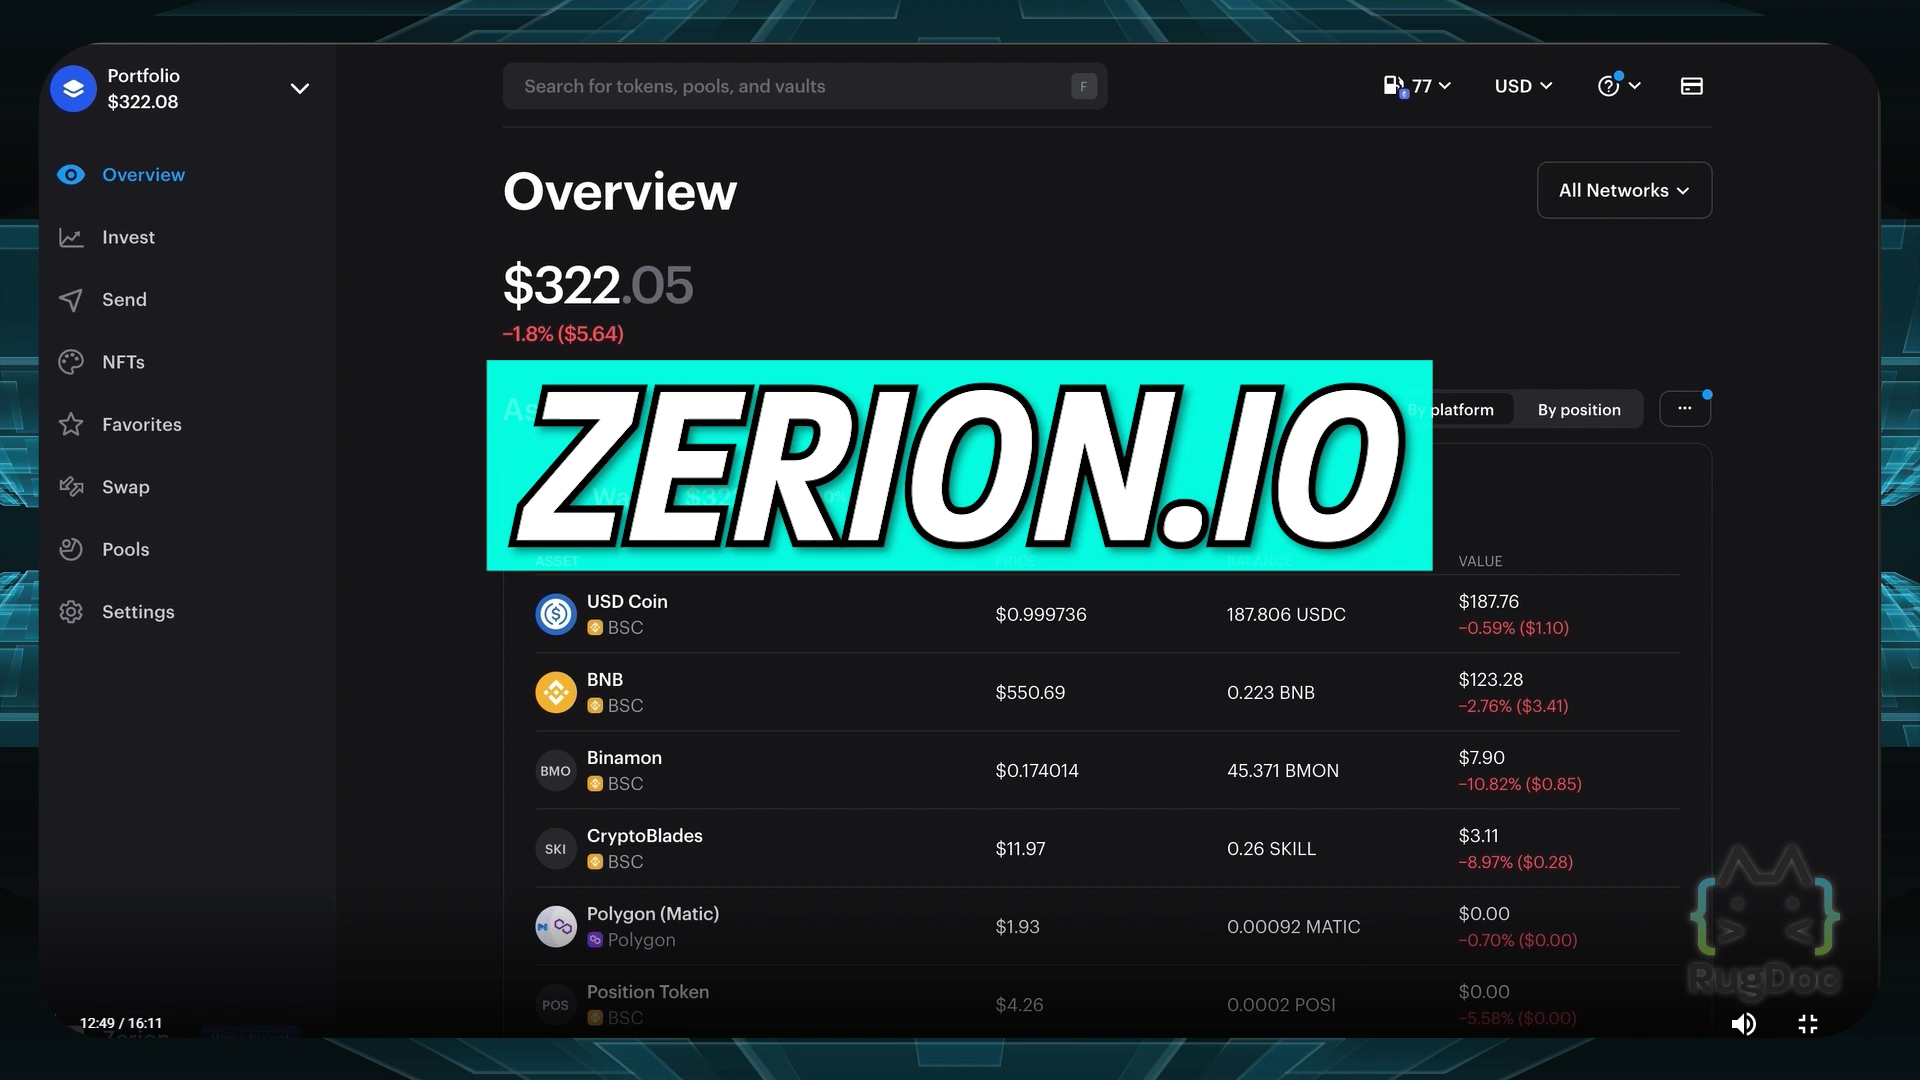 Portfolio
$322.08
Search for tokens, pools, and vaults
F
77
USD
Overview
Invest
Send
NFTs
Favorites
Swap
Pools
Settings
Overview
All Networks
$322.05
−1.8% ($5.64)
By platform
By position
ZERION.IO
ASSET
PRICE
BALANCE
VALUE
USD Coin
BSC
$0.999736
187.806 USDC
$187.76
−0.59% ($1.10)
BNB
BSC
$550.69
0.223 BNB
$123.28
−2.76% ($3.41)
BMO
Binamon
BSC
$0.174014
45.371 BMON
$7.90
−10.82% ($0.85)
SKI
CryptoBlades
BSC
$11.97
0.26 SKILL
$3.11
−8.97% ($0.28)
Polygon (Matic)
Polygon
$1.93
0.00092 MATIC
$0.00
−0.70% ($0.00)
POS
Position Token
BSC
$4.26
0.0002 POSI
$0.00
−5.58% ($0.00)
RugDoc
12:49 / 16:11
Zerion